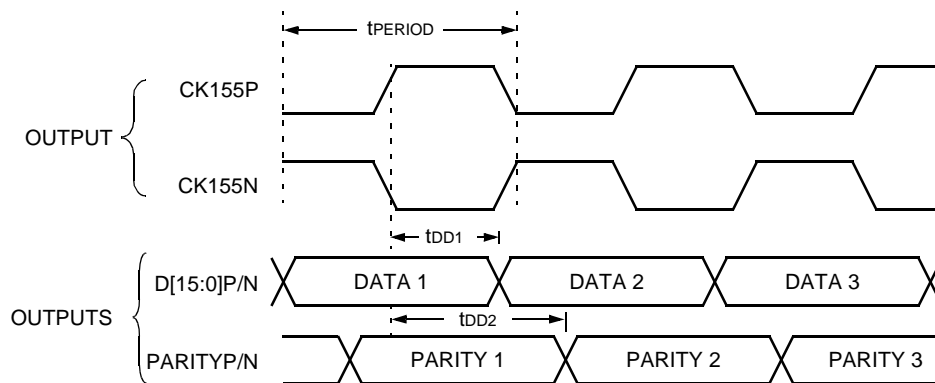 tPERIOD
CK155P
OUTPUT
CK155N
tDD1
D[15:0]P/N
DATA 1
DATA 2
DATA 3
OUTPUTS
tDD2
PARITYP/N
PARITY 1
PARITY 2
PARITY 3